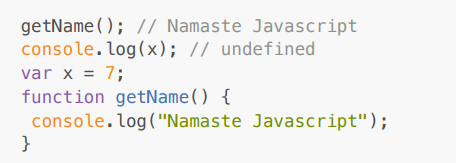 getName(); // Namaste Javascript
console.log(x); // undefined
var x = 7;
function getName() {
 console.log("Namaste Javascript");
}